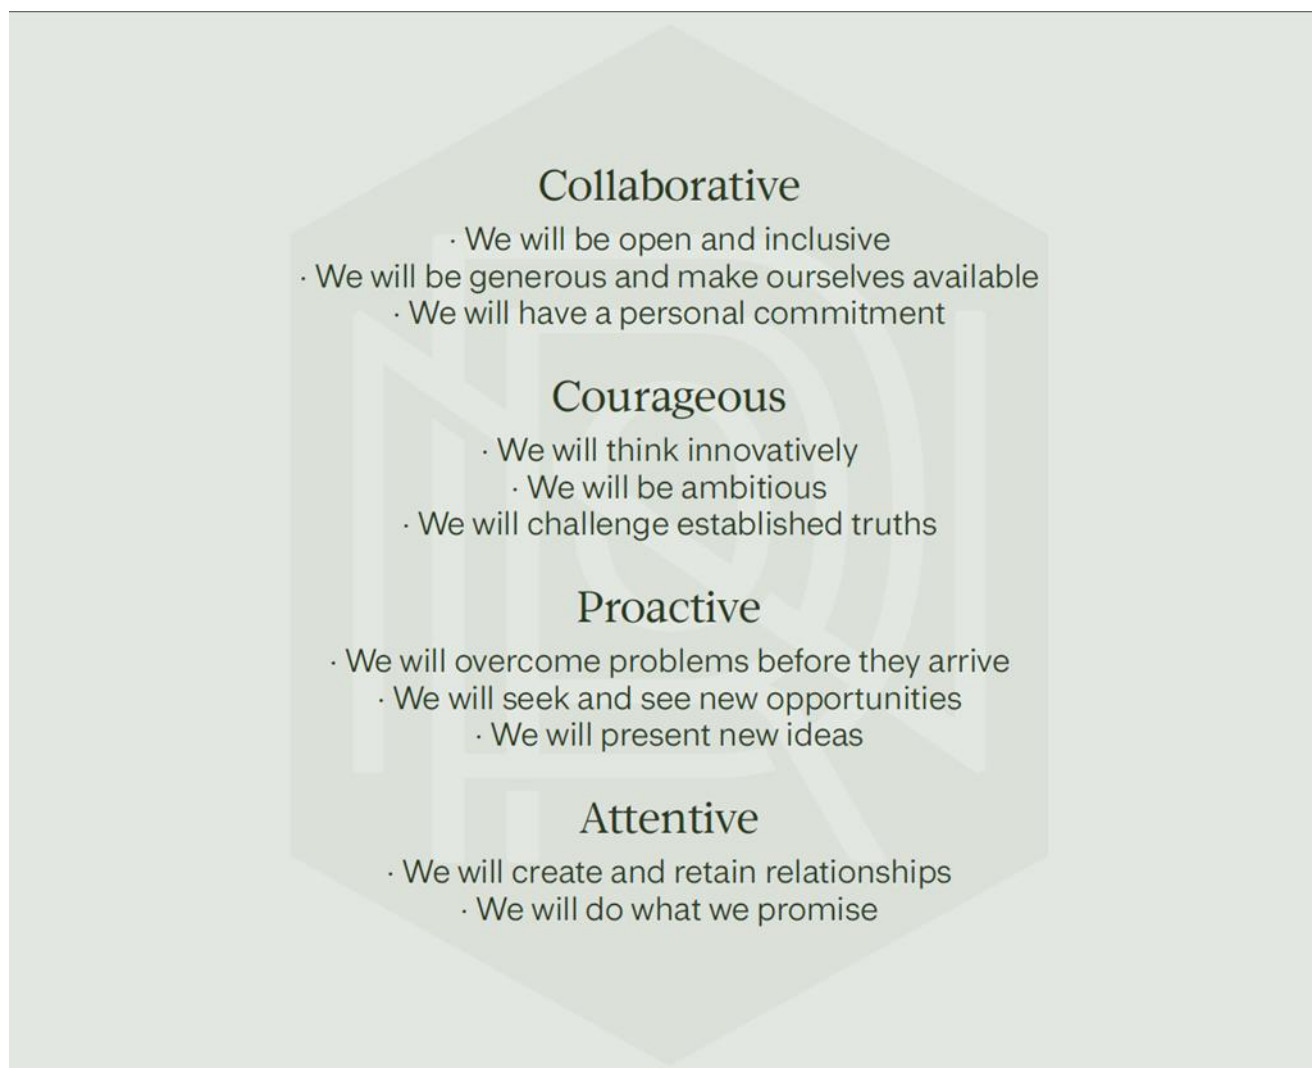 Collaborative
· We will be open and inclusive
· We will be generous and make ourselves available
· We will have a personal commitment
Courageous
· We will think innovatively
· We will be ambitious
· We will challenge established truths
Proactive
· We will overcome problems before they arrive
· We will seek and see new opportunities
· We will present new ideas
Attentive
· We will create and retain relationships
· We will do what we promise